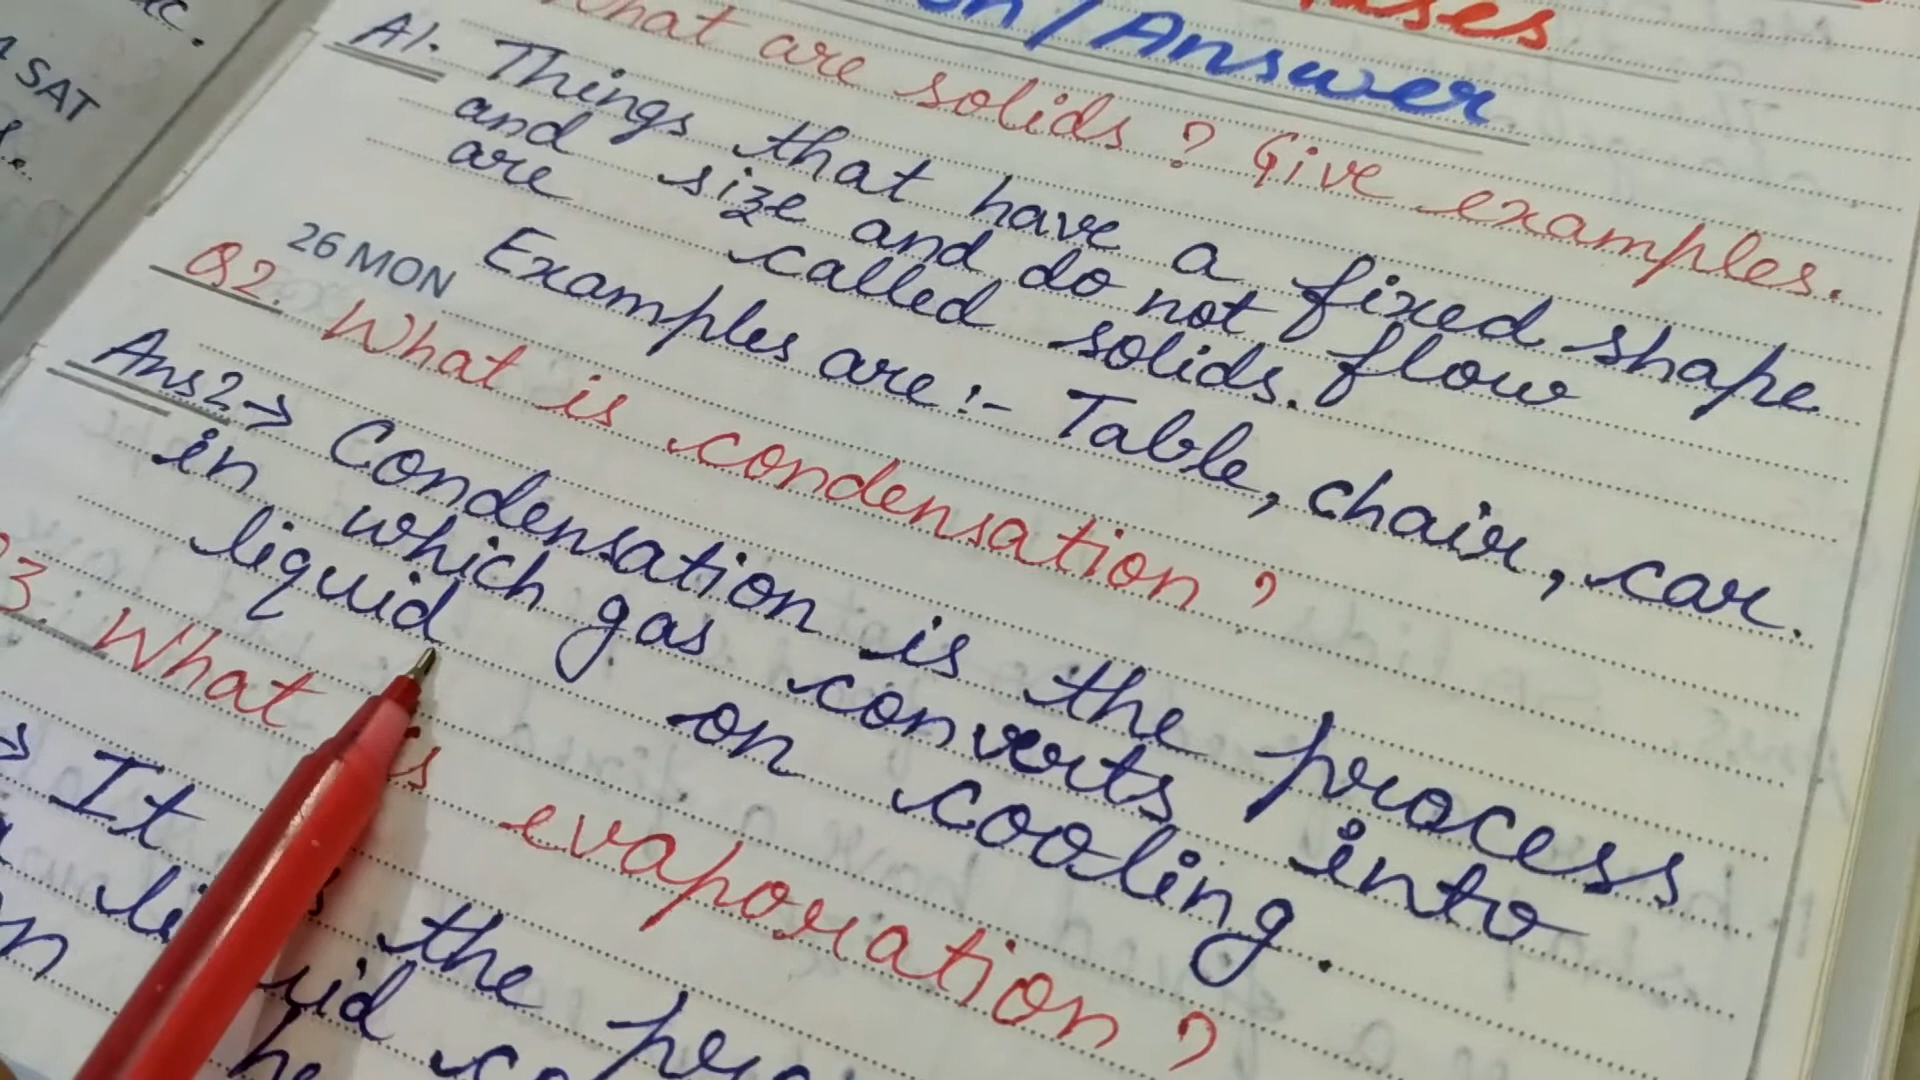 on/Answer
What are solids? Give examples.
A1. Things that have a fixed shape
and size and do not flow
are called solids.
Examples are:- Table, chair, car.
26 MON
Q2. What is condensation?
Ans2→ Condensation is the process
in which gas converts into
liquid on cooling.
3. What is evaporation?
→ It the
SAT